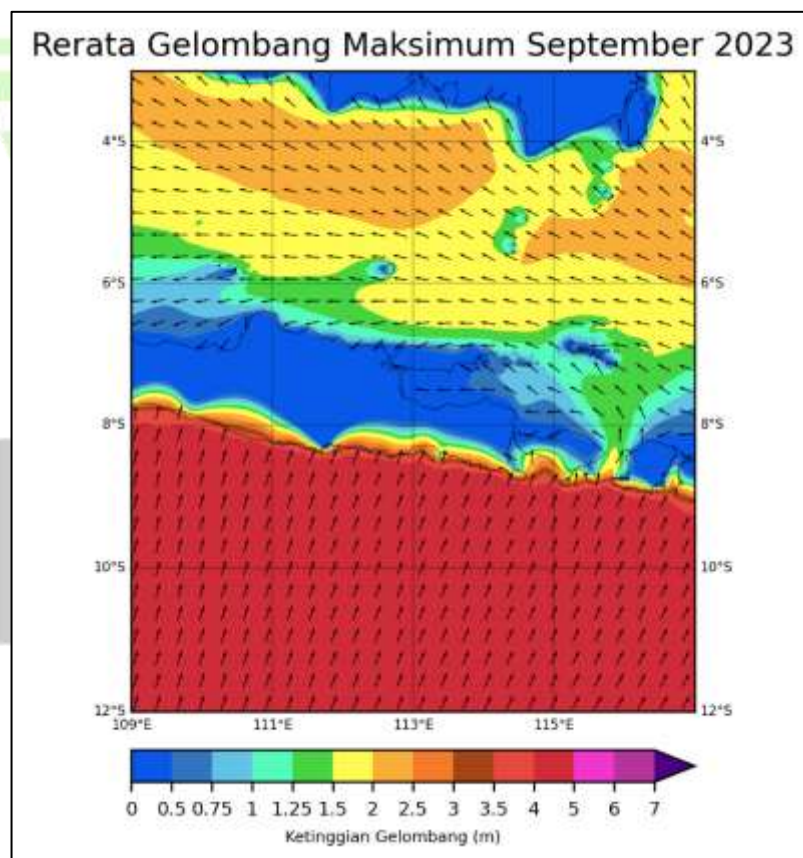 Rerata Gelombang Maksimum September 2023
4°S 4°S
6°S 6°S
8°S 8°S
10°S 10°S
12°S 12°S
109°E 111°E 113°E 115°E
0 0.5 0.75 1 1.25 1.5 2 2.5 3 3.5 4 5 6 7
Ketinggian Gelombang (m)